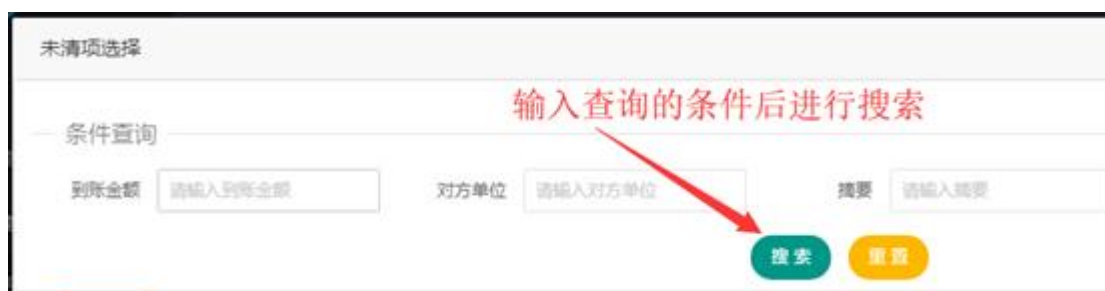 未清项选择
输入查询的条件后进行搜索
条件查询
到账金额 请输入到账金额 对方单位 请输入对方单位 摘要 请输入摘要
搜索 重置